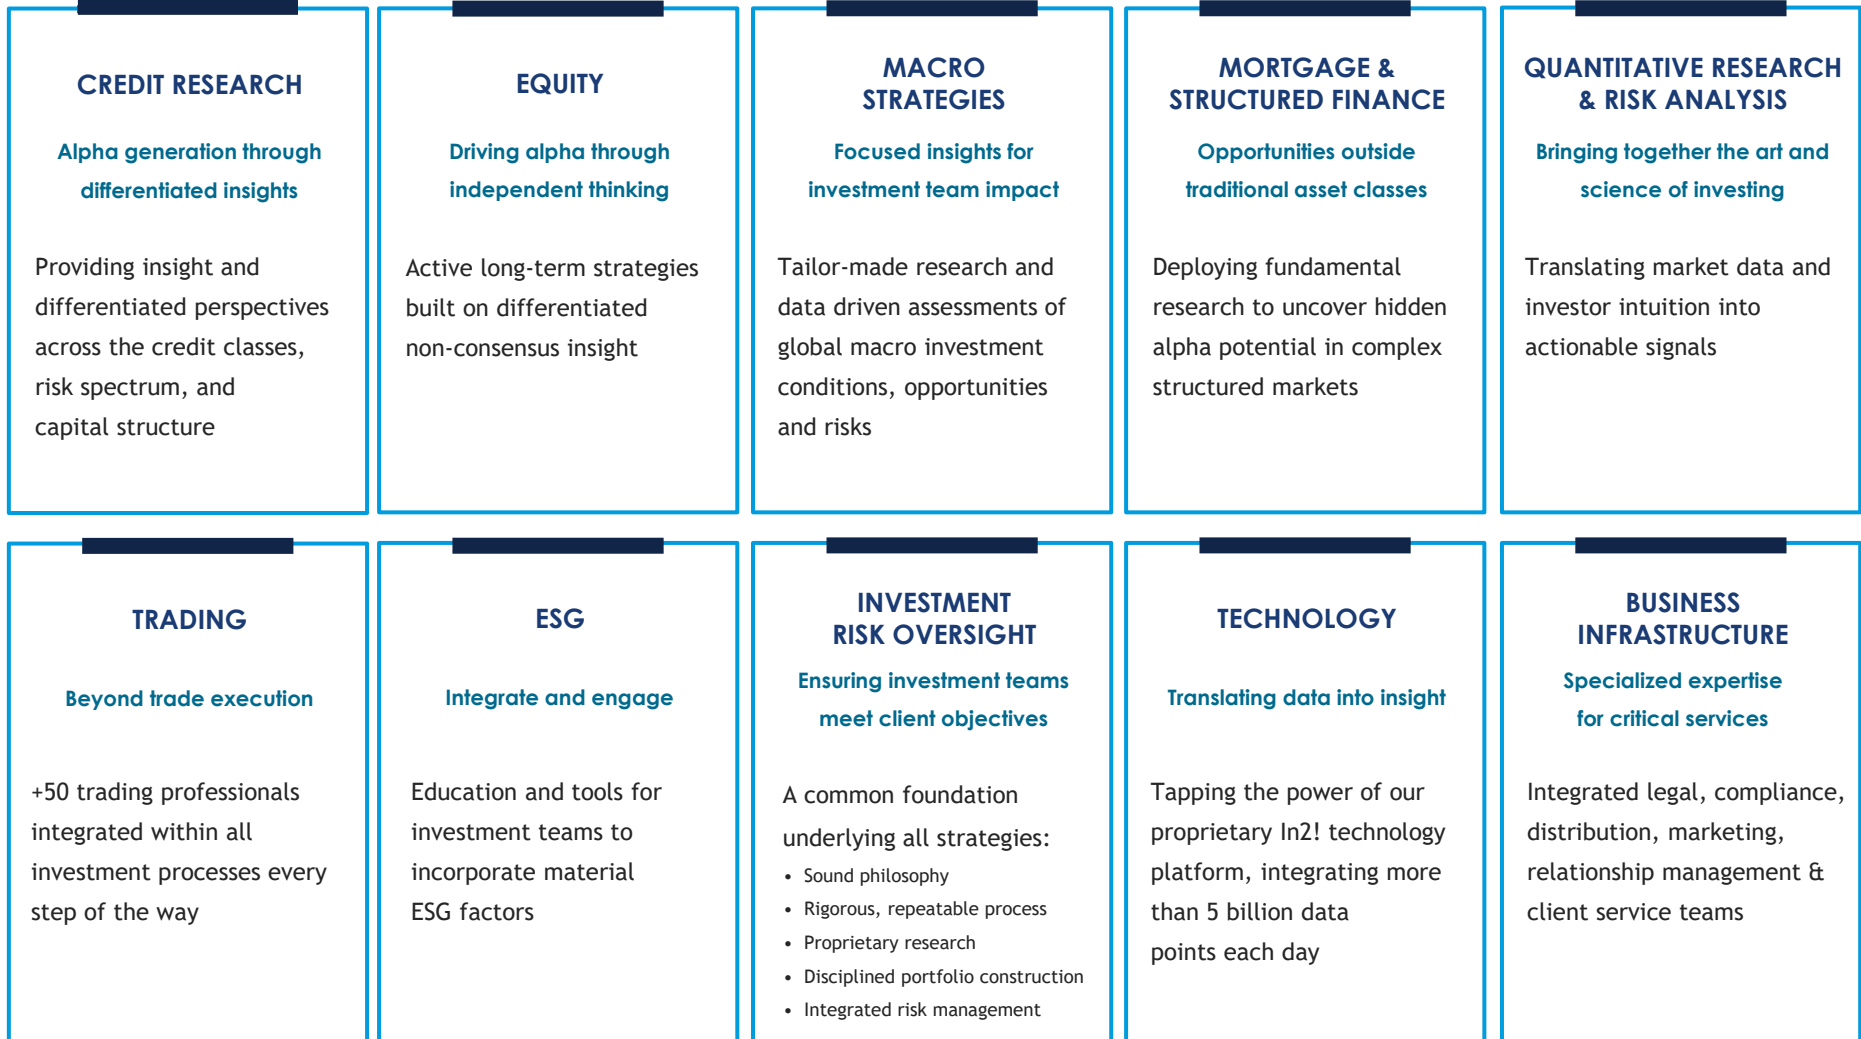 CREDIT RESEARCH
Alpha generation through
differentiated insights
Providing insight and
differentiated perspectives
across the credit classes,
risk spectrum, and
capital structure
EQUITY
Driving alpha through
independent thinking
Active long-term strategies
built on differentiated
non-consensus insight
MACRO
STRATEGIES
Focused insights for
investment team impact
Tailor-made research and
data driven assessments of
global macro investment
conditions, opportunities
and risks
MORTGAGE &
STRUCTURED FINANCE
Opportunities outside
traditional asset classes
Deploying fundamental
research to uncover hidden
alpha potential in complex
structured markets
QUANTITATIVE RESEARCH
& RISK ANALYSIS
Bringing together the art and
science of investing
Translating market data and
investor intuition into
actionable signals
TRADING
Beyond trade execution
+50 trading professionals
integrated within all
investment processes every
step of the way
ESG
Integrate and engage
Education and tools for
investment teams to
incorporate material
ESG factors
INVESTMENT
RISK OVERSIGHT
Ensuring investment teams
meet client objectives
A common foundation
underlying all strategies:
• Sound philosophy
• Rigorous, repeatable process
• Proprietary research
• Disciplined portfolio construction
• Integrated risk management
TECHNOLOGY
Translating data into insight
Tapping the power of our
proprietary In2! technology
platform, integrating more
than 5 billion data
points each day
BUSINESS
INFRASTRUCTURE
Specialized expertise
for critical services
Integrated legal, compliance,
distribution, marketing,
relationship management &
client service teams